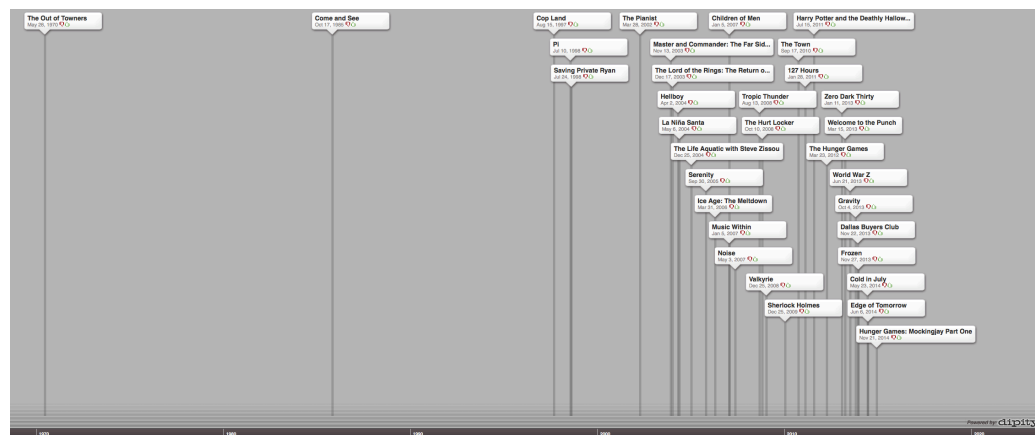 The Out of Towners
May 28, 1970
Come and See
Oct 17, 1985
Cop Land
Aug 15, 1997
The Pianist
Mar 28, 2002
Children of Men
Jan 5, 2007
Harry Potter and the Deathly Hallow...
Jul 15, 2011
Pi
Jul 10, 1998
Master and Commander: The Far Sid...
Nov 13, 2003
The Town
Sep 17, 2010
Saving Private Ryan
Jul 24, 1998
The Lord of the Rings: The Return o...
Dec 17, 2003
127 Hours
Jan 28, 2011
Hellboy
Apr 2, 2004
Tropic Thunder
Aug 13, 2008
Zero Dark Thirty
Jan 11, 2013
La Niña Santa
May 6, 2004
The Hurt Locker
Oct 10, 2008
Welcome to the Punch
Mar 15, 2013
The Life Aquatic with Steve Zissou
Dec 25, 2004
The Hunger Games
Mar 23, 2012
Serenity
Sep 30, 2005
World War Z
Jun 21, 2013
Ice Age: The Meltdown
Mar 31, 2006
Gravity
Oct 4, 2013
Music Within
Jan 5, 2007
Dallas Buyers Club
Nov 22, 2013
Noise
May 3, 2007
Frozen
Nov 27, 2013
Valkyrie
Dec 25, 2008
Cold in July
May 23, 2014
Sherlock Holmes
Dec 25, 2009
Edge of Tomorrow
Jun 6, 2014
Hunger Games: Mockingjay Part One
Nov 21, 2014
Powered by: dipity
1970 1980 1990 2000 2010 2020